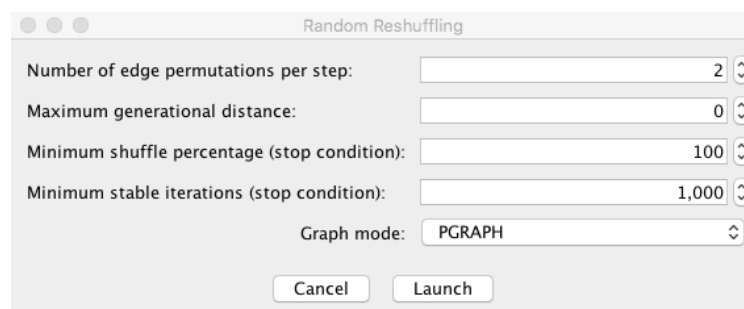 Random Reshuffling
Number of edge permutations per step: 2
Maximum generational distance: 0
Minimum shuffle percentage (stop condition): 100
Minimum stable iterations (stop condition): 1,000
Graph mode: PGRAPH
Cancel Launch